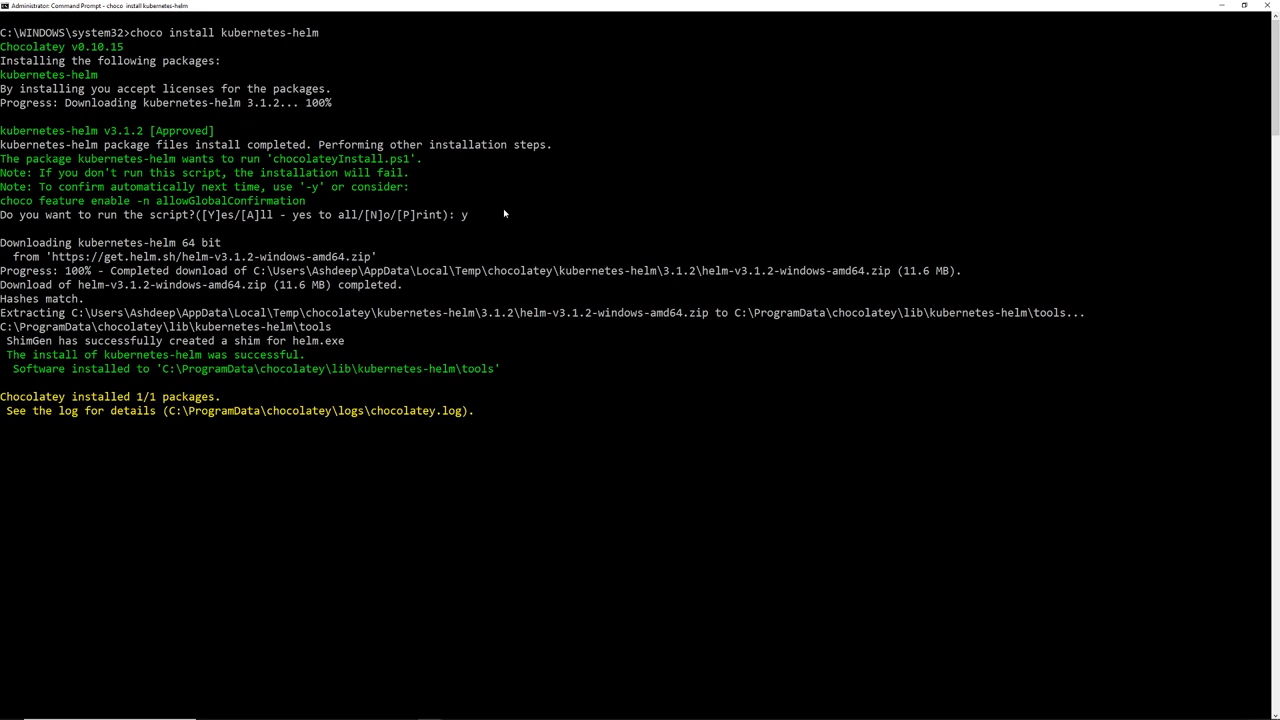 Administrator: Command Prompt - choco  install kubernetes-helm
C:\WINDOWS\system32>choco install kubernetes-helm
Chocolatey v0.10.15
Installing the following packages:
kubernetes-helm
By installing you accept licenses for the packages.
Progress: Downloading kubernetes-helm 3.1.2... 100%
kubernetes-helm v3.1.2 [Approved]
kubernetes-helm package files install completed. Performing other installation steps.
The package kubernetes-helm wants to run 'chocolateyInstall.ps1'.
Note: If you don't run this script, the installation will fail.
Note: To confirm automatically next time, use '-y' or consider:
choco feature enable -n allowGlobalConfirmation
Do you want to run the script?([Y]es/[A]ll - yes to all/[N]o/[P]rint): y
Downloading kubernetes-helm 64 bit
  from 'https://get.helm.sh/helm-v3.1.2-windows-amd64.zip'
Progress: 100% - Completed download of C:\Users\Ashdeep\AppData\Local\Temp\chocolatey\kubernetes-helm\3.1.2\helm-v3.1.2-windows-amd64.zip (11.6 MB).
Download of helm-v3.1.2-windows-amd64.zip (11.6 MB) completed.
Hashes match.
Extracting C:\Users\Ashdeep\AppData\Local\Temp\chocolatey\kubernetes-helm\3.1.2\helm-v3.1.2-windows-amd64.zip to C:\ProgramData\chocolatey\lib\kubernetes-helm\tools...
C:\ProgramData\chocolatey\lib\kubernetes-helm\tools
 ShimGen has successfully created a shim for helm.exe
 The install of kubernetes-helm was successful.
  Software installed to 'C:\ProgramData\chocolatey\lib\kubernetes-helm\tools'
Chocolatey installed 1/1 packages.
 See the log for details (C:\ProgramData\chocolatey\logs\chocolatey.log).